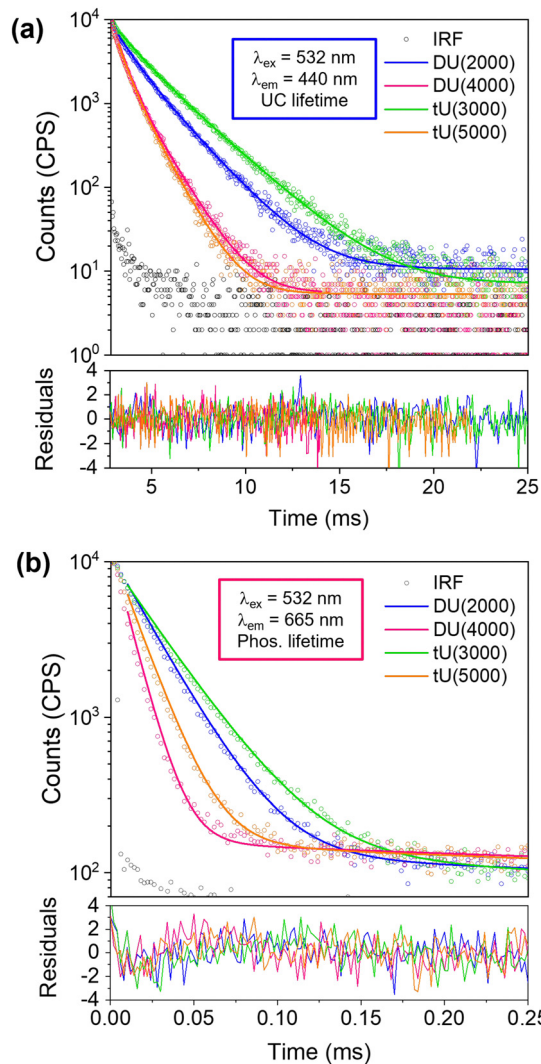 (a)
IRF
λex = 532 nm
λem = 440 nm
UC lifetime
DU(2000)
DU(4000)
tU(3000)
tU(5000)
Counts (CPS)
10⁴
10³
10²
10¹
10⁰
Residuals
4
2
0
-2
-4
5
10
15
20
25
Time (ms)
(b)
IRF
λex = 532 nm
λem = 665 nm
Phos. lifetime
DU(2000)
DU(4000)
tU(3000)
tU(5000)
Counts (CPS)
10⁴
10³
10²
Residuals
4
2
0
-2
-4
0.00
0.05
0.10
0.15
0.20
0.25
Time (ms)